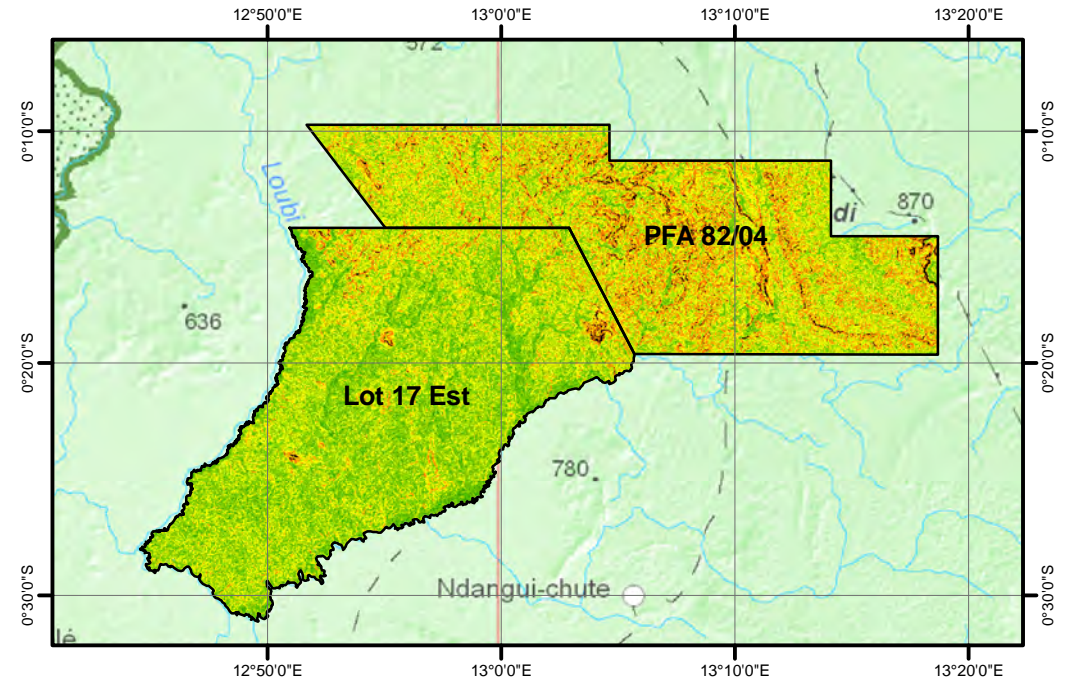 12°50'0"E 13°0'0"E 13°10'0"E 13°20'0"E
572
0°10'0"S 0°10'0"S
Loubi
di 870
PFA 82/04
636
0°20'0"S 0°20'0"S
Lot 17 Est
780
Ndangui-chute
0°30'0"S 0°30'0"S
lé
12°50'0"E 13°0'0"E 13°10'0"E 13°20'0"E